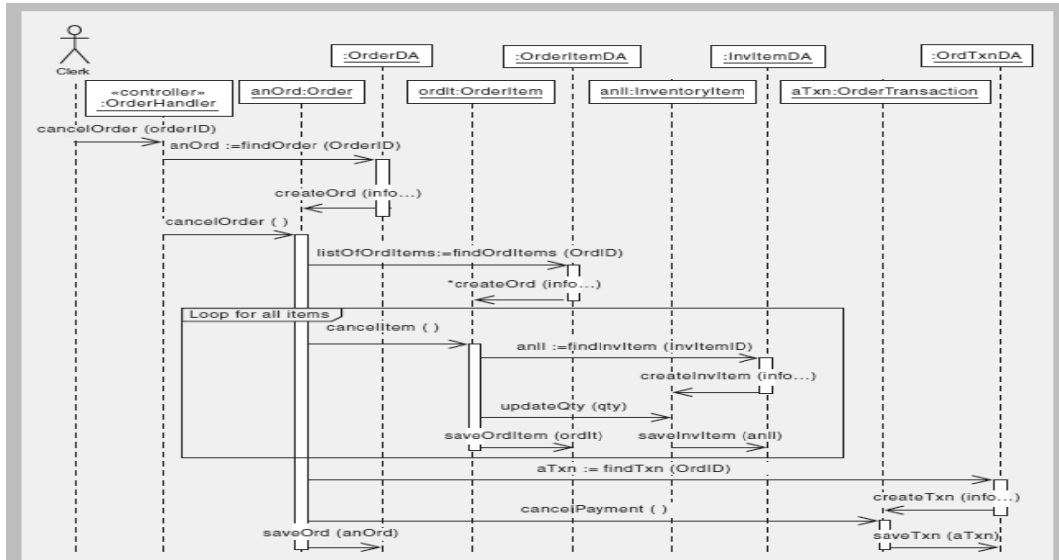 :OrderDA
:OrderItemDA
:InvItemDA
:OrdTxnDA
Clerk
«controller»
:OrderHandler
anOrd:Order
ordIt:OrderItem
anII:InventoryItem
aTxn:OrderTransaction
cancelOrder (orderID)
anOrd :=findOrder (OrderID)
createOrd (info...)
cancelOrder ( )
listOfOrdItems:=findOrdItems (OrdID)
*createOrd (info...)
Loop for all items
cancelItem ( )
anII :=findInvItem (InvItemID)
createInvItem (info...)
updateQty (qty)
saveOrdItem (ordIt)
saveInvItem (anII)
aTxn := findTxn (OrdID)
createTxn (info...)
cancelPayment ( )
saveOrd (anOrd)
saveTxn (aTxn)